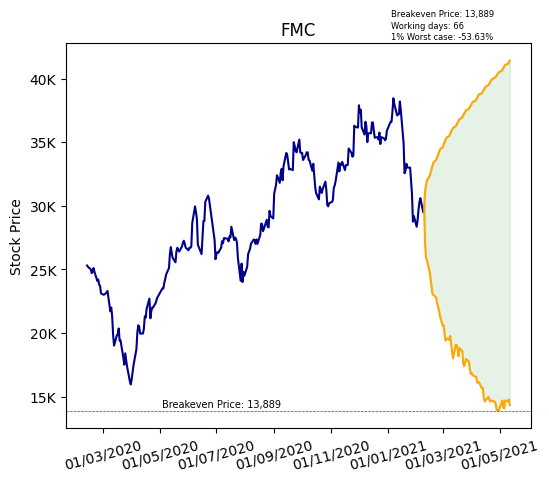 Breakeven Price: 13,889
Working days: 66
1% Worst case: -53.63%
FMC
Stock Price
40K
35K
30K
25K
20K
15K
Breakeven Price: 13,889
01/03/2020
01/05/2020
01/07/2020
01/09/2020
01/11/2020
01/01/2021
01/03/2021
01/05/2021